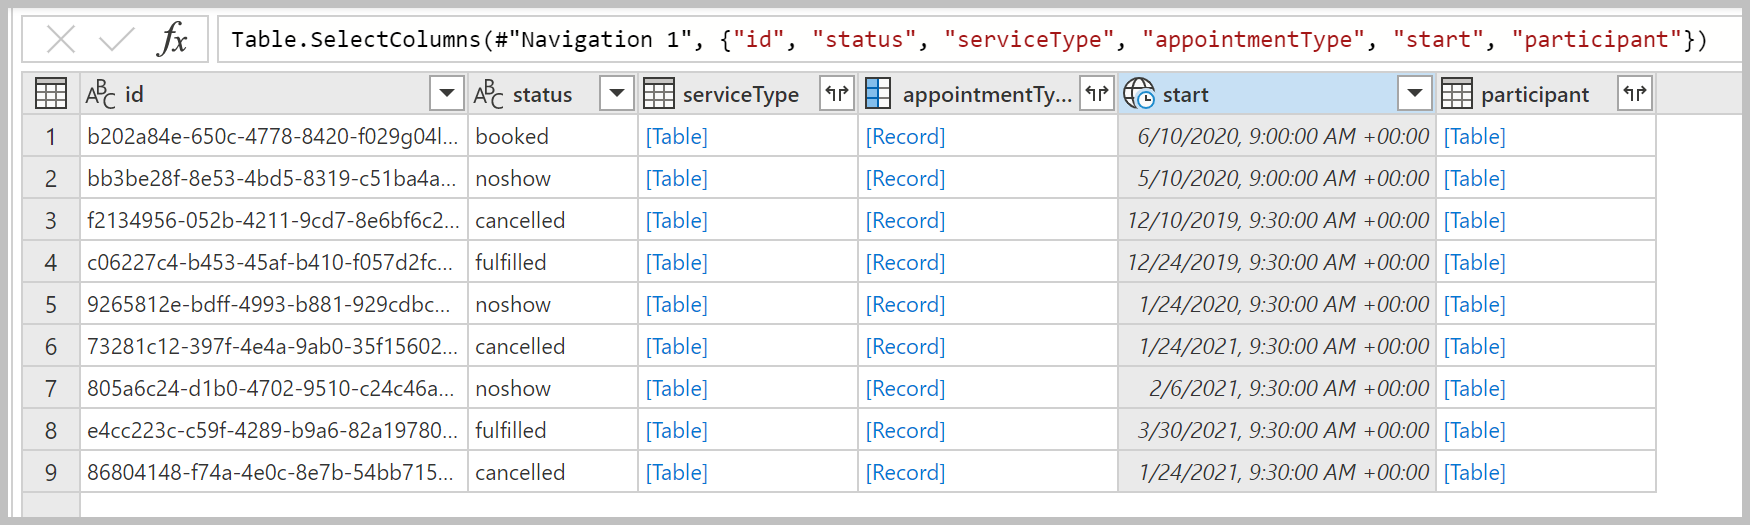 fx Table.SelectColumns(#"Navigation 1", {"id", "status", "serviceType", "appointmentType", "start", "participant"})
ABC id ABC status serviceType appointmentTy... start participant
1 b202a84e-650c-4778-8420-f029g04l... booked [Table] [Record] 6/10/2020, 9:00:00 AM +00:00 [Table]
2 bb3be28f-8e53-4bd5-8319-c51ba4a... noshow [Table] [Record] 5/10/2020, 9:00:00 AM +00:00 [Table]
3 f2134956-052b-4211-9cd7-8e6bf6c2... cancelled [Table] [Record] 12/10/2019, 9:30:00 AM +00:00 [Table]
4 c06227c4-b453-45af-b410-f057d2fc... fulfilled [Table] [Record] 12/24/2019, 9:30:00 AM +00:00 [Table]
5 9265812e-bdff-4993-b881-929cdbc... noshow [Table] [Record] 1/24/2020, 9:30:00 AM +00:00 [Table]
6 73281c12-397f-4e4a-9ab0-35f15602... cancelled [Table] [Record] 1/24/2021, 9:30:00 AM +00:00 [Table]
7 805a6c24-d1b0-4702-9510-c24c46a... noshow [Table] [Record] 2/6/2021, 9:30:00 AM +00:00 [Table]
8 e4cc223c-c59f-4289-b9a6-82a19780... fulfilled [Table] [Record] 3/30/2021, 9:30:00 AM +00:00 [Table]
9 86804148-f74a-4e0c-8e7b-54bb715... cancelled [Table] [Record] 1/24/2021, 9:30:00 AM +00:00 [Table]